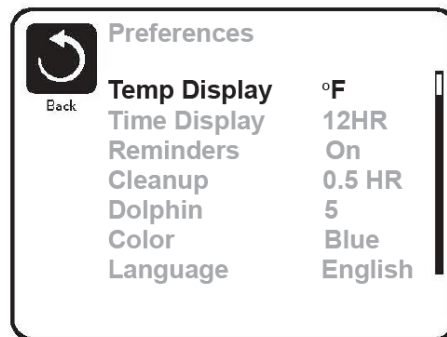 Preferences
Back
Temp Display °F
Time Display 12HR
Reminders On
Cleanup 0.5 HR
Dolphin 5
Color Blue
Language English